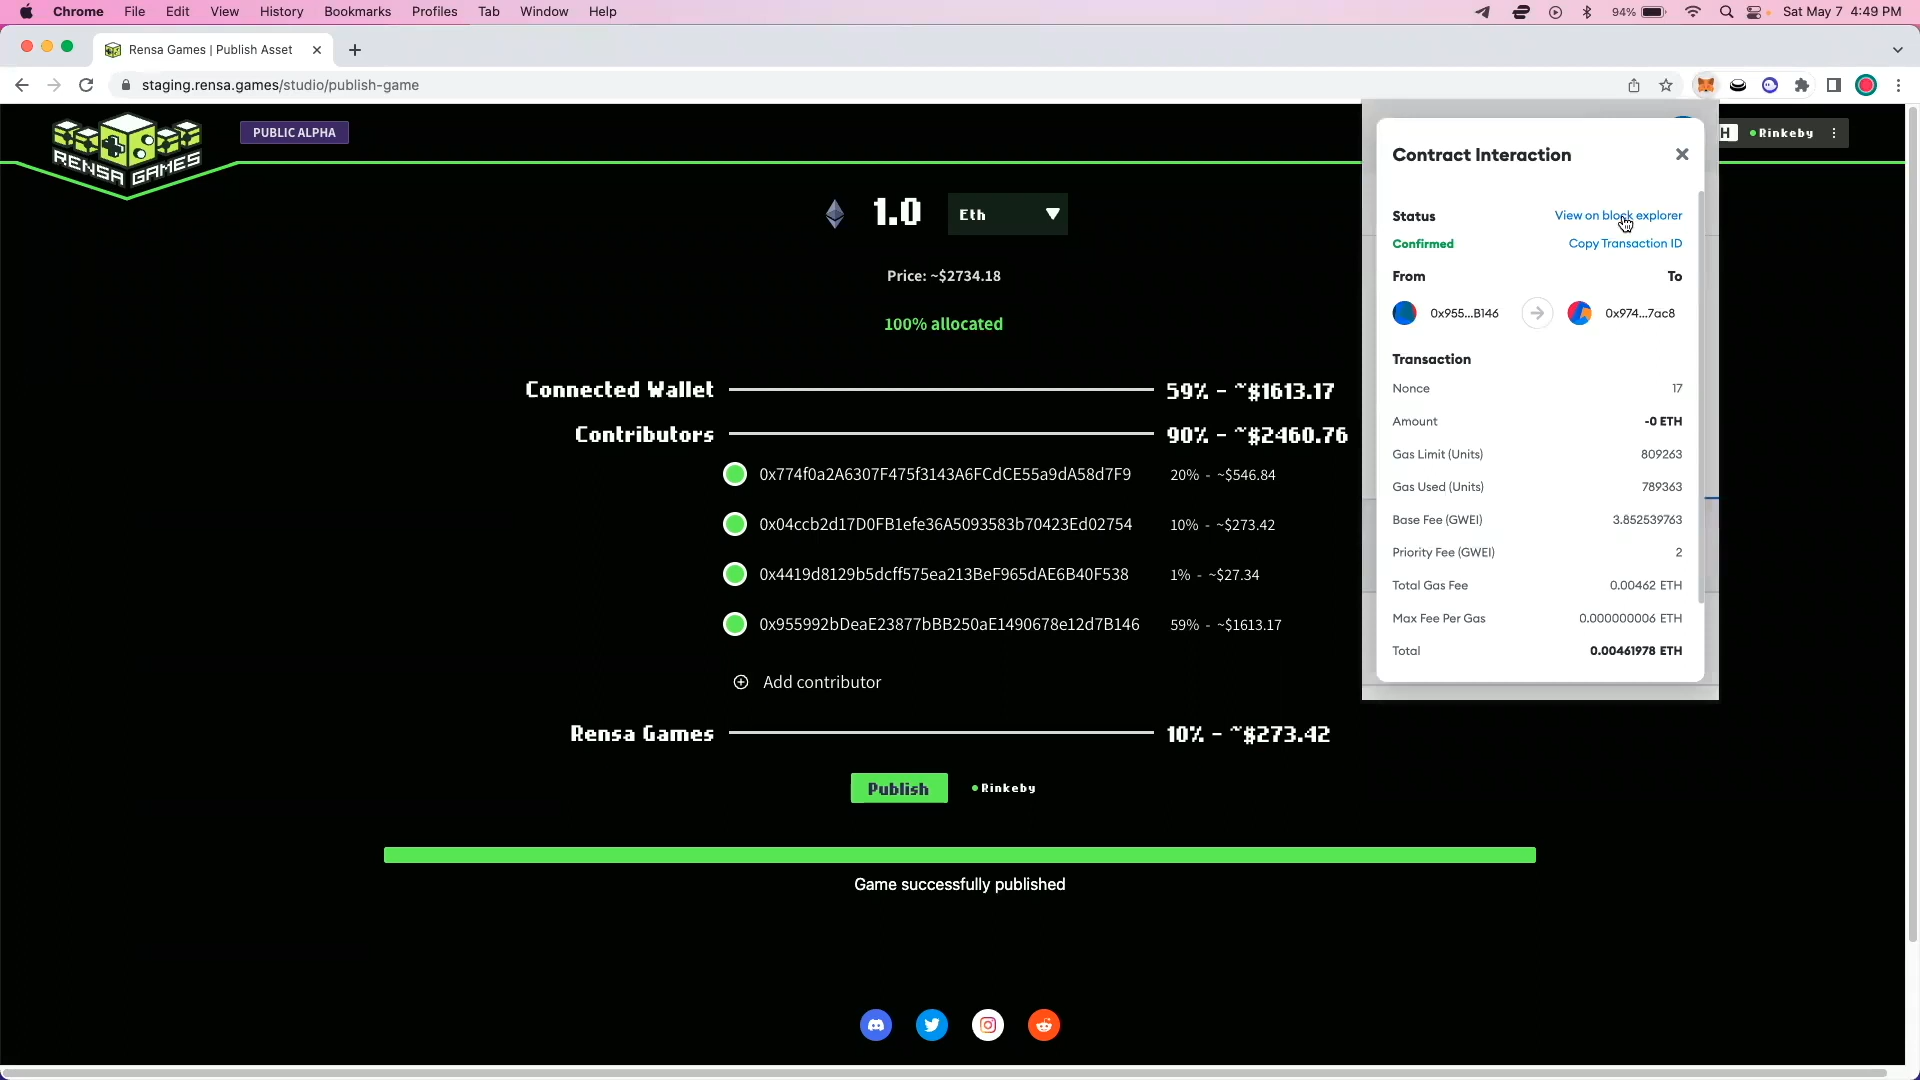 Chrome File Edit View History Bookmarks Profiles Tab Window Help 94% Sat May 7 4:49 PM
Rensa Games | Publish Asset
staging.rensa.games/studio/publish-game
RENSA GAMES
PUBLIC ALPHA
H Rinkeby
1.0 Eth
Price: ~$2734.18
100% allocated
Connected Wallet 59% - ~$1613.17
Contributors 90% - ~$2460.76
0x774f0a2A6307F475f3143A6FCdCE55a9dA58d7F9 20% - ~$546.84
0x04ccb2d17D0FB1efe36A5093583b70423Ed02754 10% - ~$273.42
0x4419d8129b5dcff575ea213BeF965dAE6B40F538 1% - ~$27.34
0x955992bDeaE23877bBB250aE1490678e12d7B146 59% - ~$1613.17
Add contributor
Rensa Games 10% - ~$273.42
Publish Rinkeby
Game successfully published
Contract Interaction
Status View on block explorer
Confirmed Copy Transaction ID
From To
0x955...B146 0x974...7ac8
Transaction
Nonce 17
Amount -0 ETH
Gas Limit (Units) 809263
Gas Used (Units) 789363
Base Fee (GWEI) 3.852539763
Priority Fee (GWEI) 2
Total Gas Fee 0.00462 ETH
Max Fee Per Gas 0.000000006 ETH
Total 0.00461978 ETH